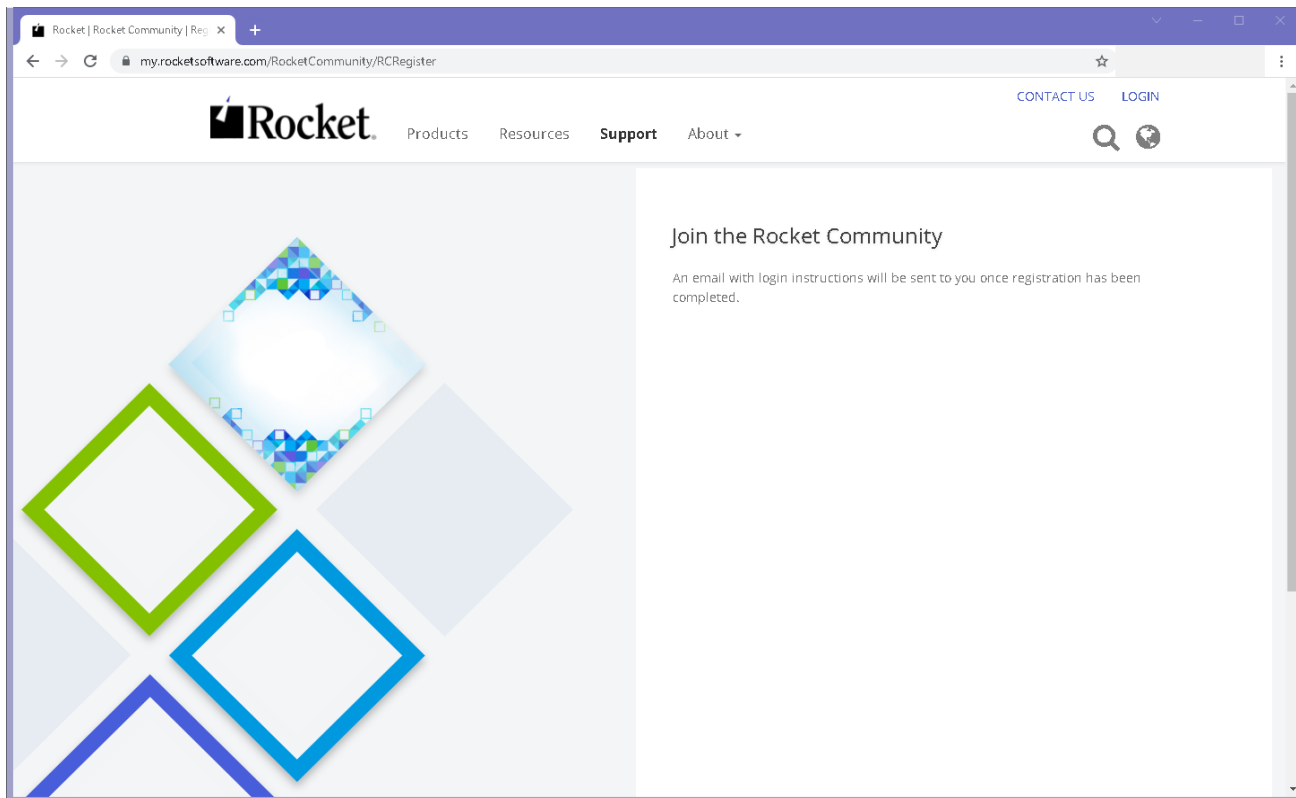 Rocket | Rocket Community | Reg
my.rocketsoftware.com/RocketCommunity/RCRegister
CONTACT US LOGIN
Rocket. Products Resources Support About
Join the Rocket Community
An email with login instructions will be sent to you once registration has been
completed.